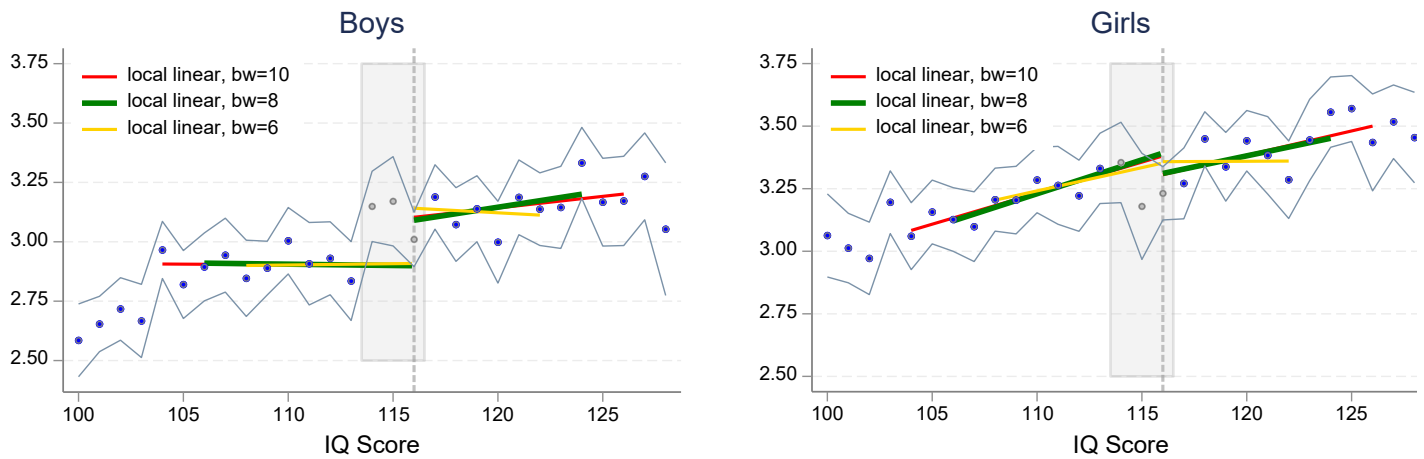 Boys
3.75
3.50
3.25
3.00
2.75
2.50
local linear, bw=10
local linear, bw=8
local linear, bw=6
100 105 110 115 120 125
IQ Score
Girls
3.75
3.50
3.25
3.00
2.75
2.50
local linear, bw=10
local linear, bw=8
local linear, bw=6
100 105 110 115 120 125
IQ Score